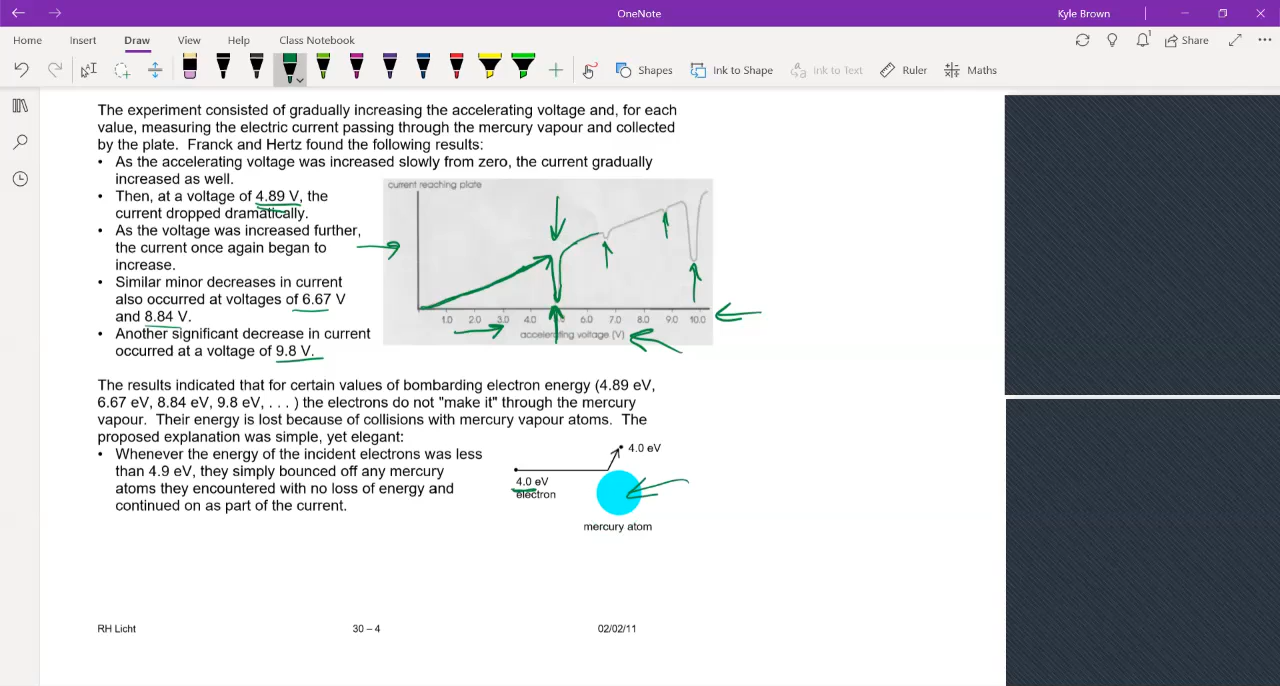 OneNote
Kyle Brown
Home Insert Draw View Help Class Notebook
Share
Shapes Ink to Shape Ink to Text Ruler Maths
The experiment consisted of gradually increasing the accelerating voltage and, for each
value, measuring the electric current passing through the mercury vapour and collected
by the plate. Franck and Hertz found the following results:
• As the accelerating voltage was increased slowly from zero, the current gradually
increased as well.
• Then, at a voltage of 4.89 V, the
current dropped dramatically.
• As the voltage was increased further,
the current once again began to
increase.
• Similar minor decreases in current
also occurred at voltages of 6.67 V
and 8.84 V.
• Another significant decrease in current
occurred at a voltage of 9.8 V.
current reaching plate
1.0 2.0 3.0 4.0 6.0 7.0 8.0 9.0 10.0
accelerating voltage (V)
The results indicated that for certain values of bombarding electron energy (4.89 eV,
6.67 eV, 8.84 eV, 9.8 eV, . . . ) the electrons do not "make it" through the mercury
vapour. Their energy is lost because of collisions with mercury vapour atoms. The
proposed explanation was simple, yet elegant:
• Whenever the energy of the incident electrons was less
than 4.9 eV, they simply bounced off any mercury
atoms they encountered with no loss of energy and
continued on as part of the current.
4.0 eV
4.0 eV
electron
mercury atom
RH Licht 30 – 4 02/02/11